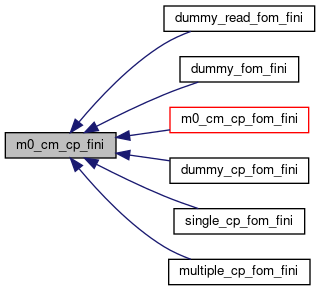 dummy_read_fom_fini
dummy_fom_fini
m0_cm_cp_fom_fini
m0_cm_cp_fini
dummy_cp_fom_fini
single_cp_fom_fini
multiple_cp_fom_fini